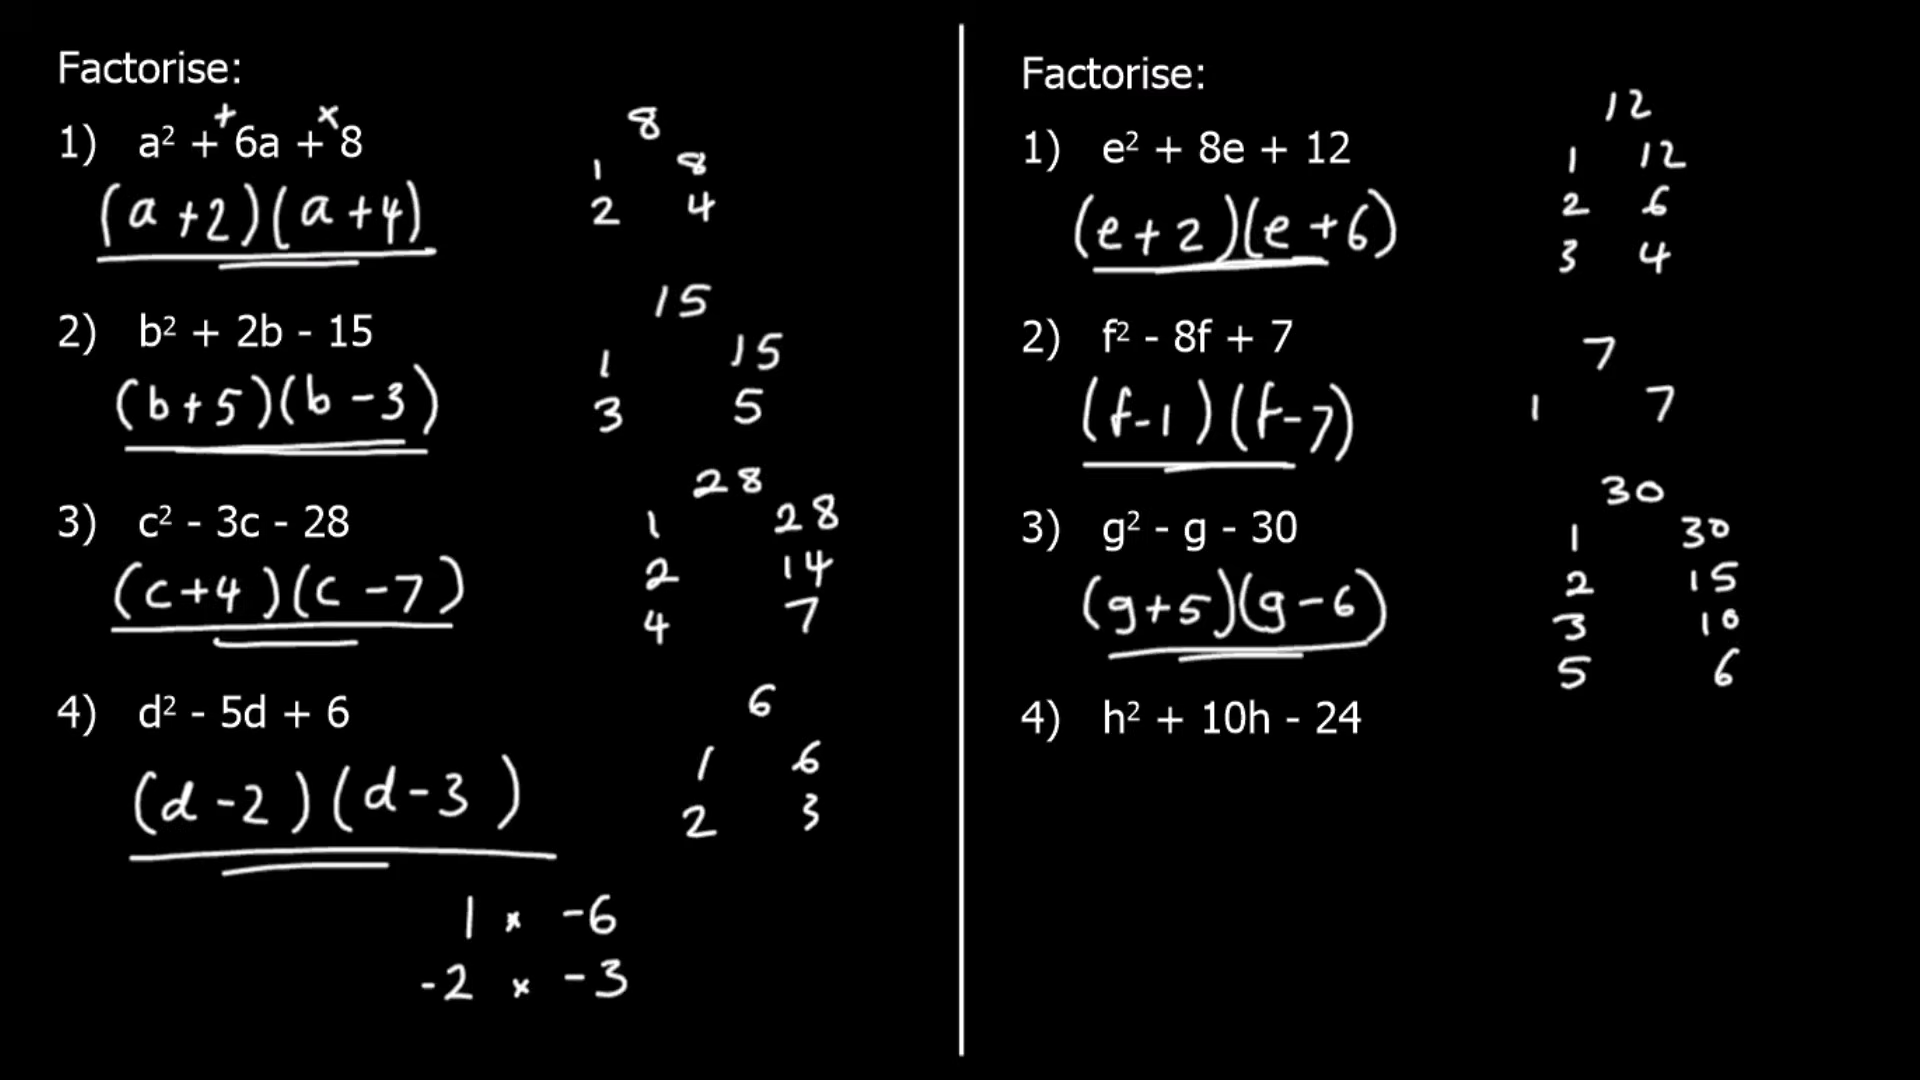 Factorise:
+ ×
1) a² + 6a + 8
(a+2)(a+4)
8
1 8
2 4
2) b² + 2b - 15
(b+5)(b-3)
15
1 15
3 5
3) c² - 3c - 28
(c+4)(c-7)
28
1 28
2 14
4 7
4) d² - 5d + 6
(d-2)(d-3)
6
1 6
2 3
1 × -6
-2 × -3
Factorise:
1) e² + 8e + 12
(e+2)(e+6)
12
1 12
2 6
3 4
2) f² - 8f + 7
(f-1)(f-7)
7
1 7
3) g² - g - 30
(g+5)(g-6)
30
1 30
2 15
3 10
5 6
4) h² + 10h - 24